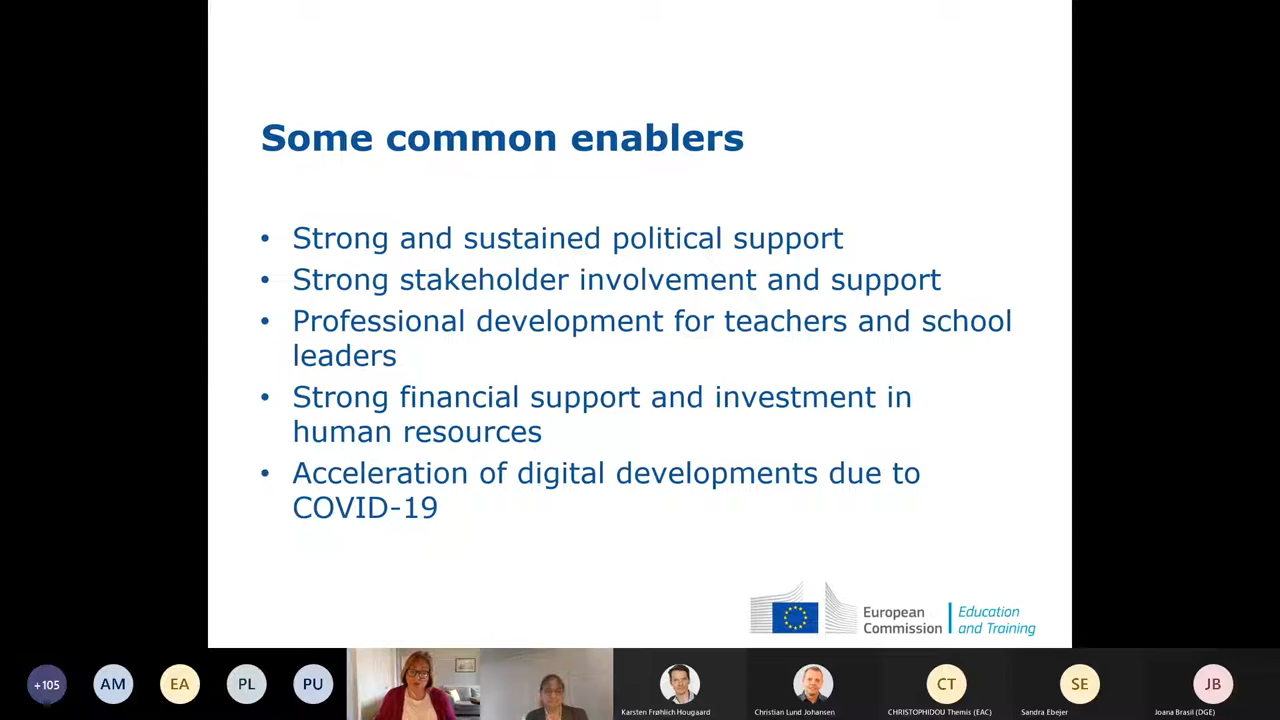 Some common enablers
• Strong and sustained political support
• Strong stakeholder involvement and support
• Professional development for teachers and school
leaders
• Strong financial support and investment in
human resources
• Acceleration of digital developments due to
COVID-19
European
Commission
Education
and Training
+105
AM
EA
PL
PU
CT
SE
JB
Karsten Frøhlich Hougaard
Christian Lund Johansen
CHRISTOPHIDOU Themis (EAC)
Sandra Ebejer
Joana Brasil (DGE)